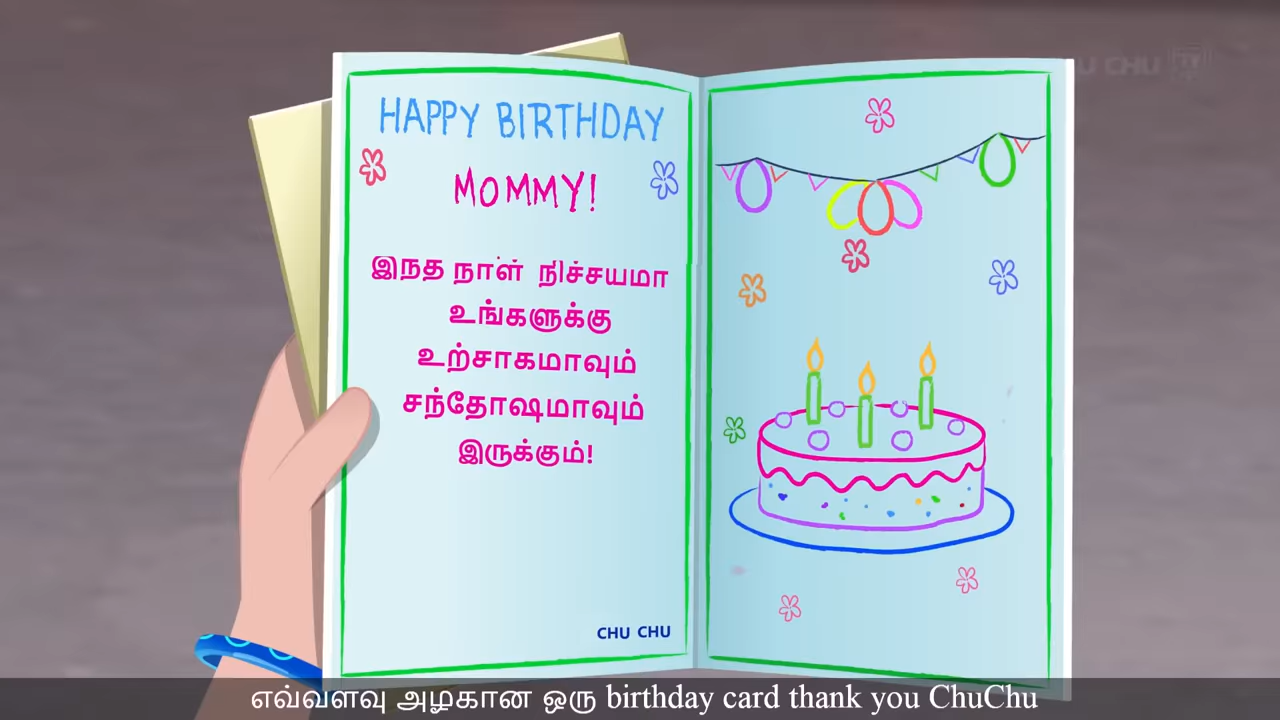 HAPPY BIRTHDAY
MOMMY!
இநத நாள் நிச்சயமா
உங்களுக்கு
உற்சாகமாவும்
சந்தோஷமாவும்
இருக்கும்!
CHU CHU
U CHU
எவ்வளவு அழகான ஒரு birthday card thank you ChuChu